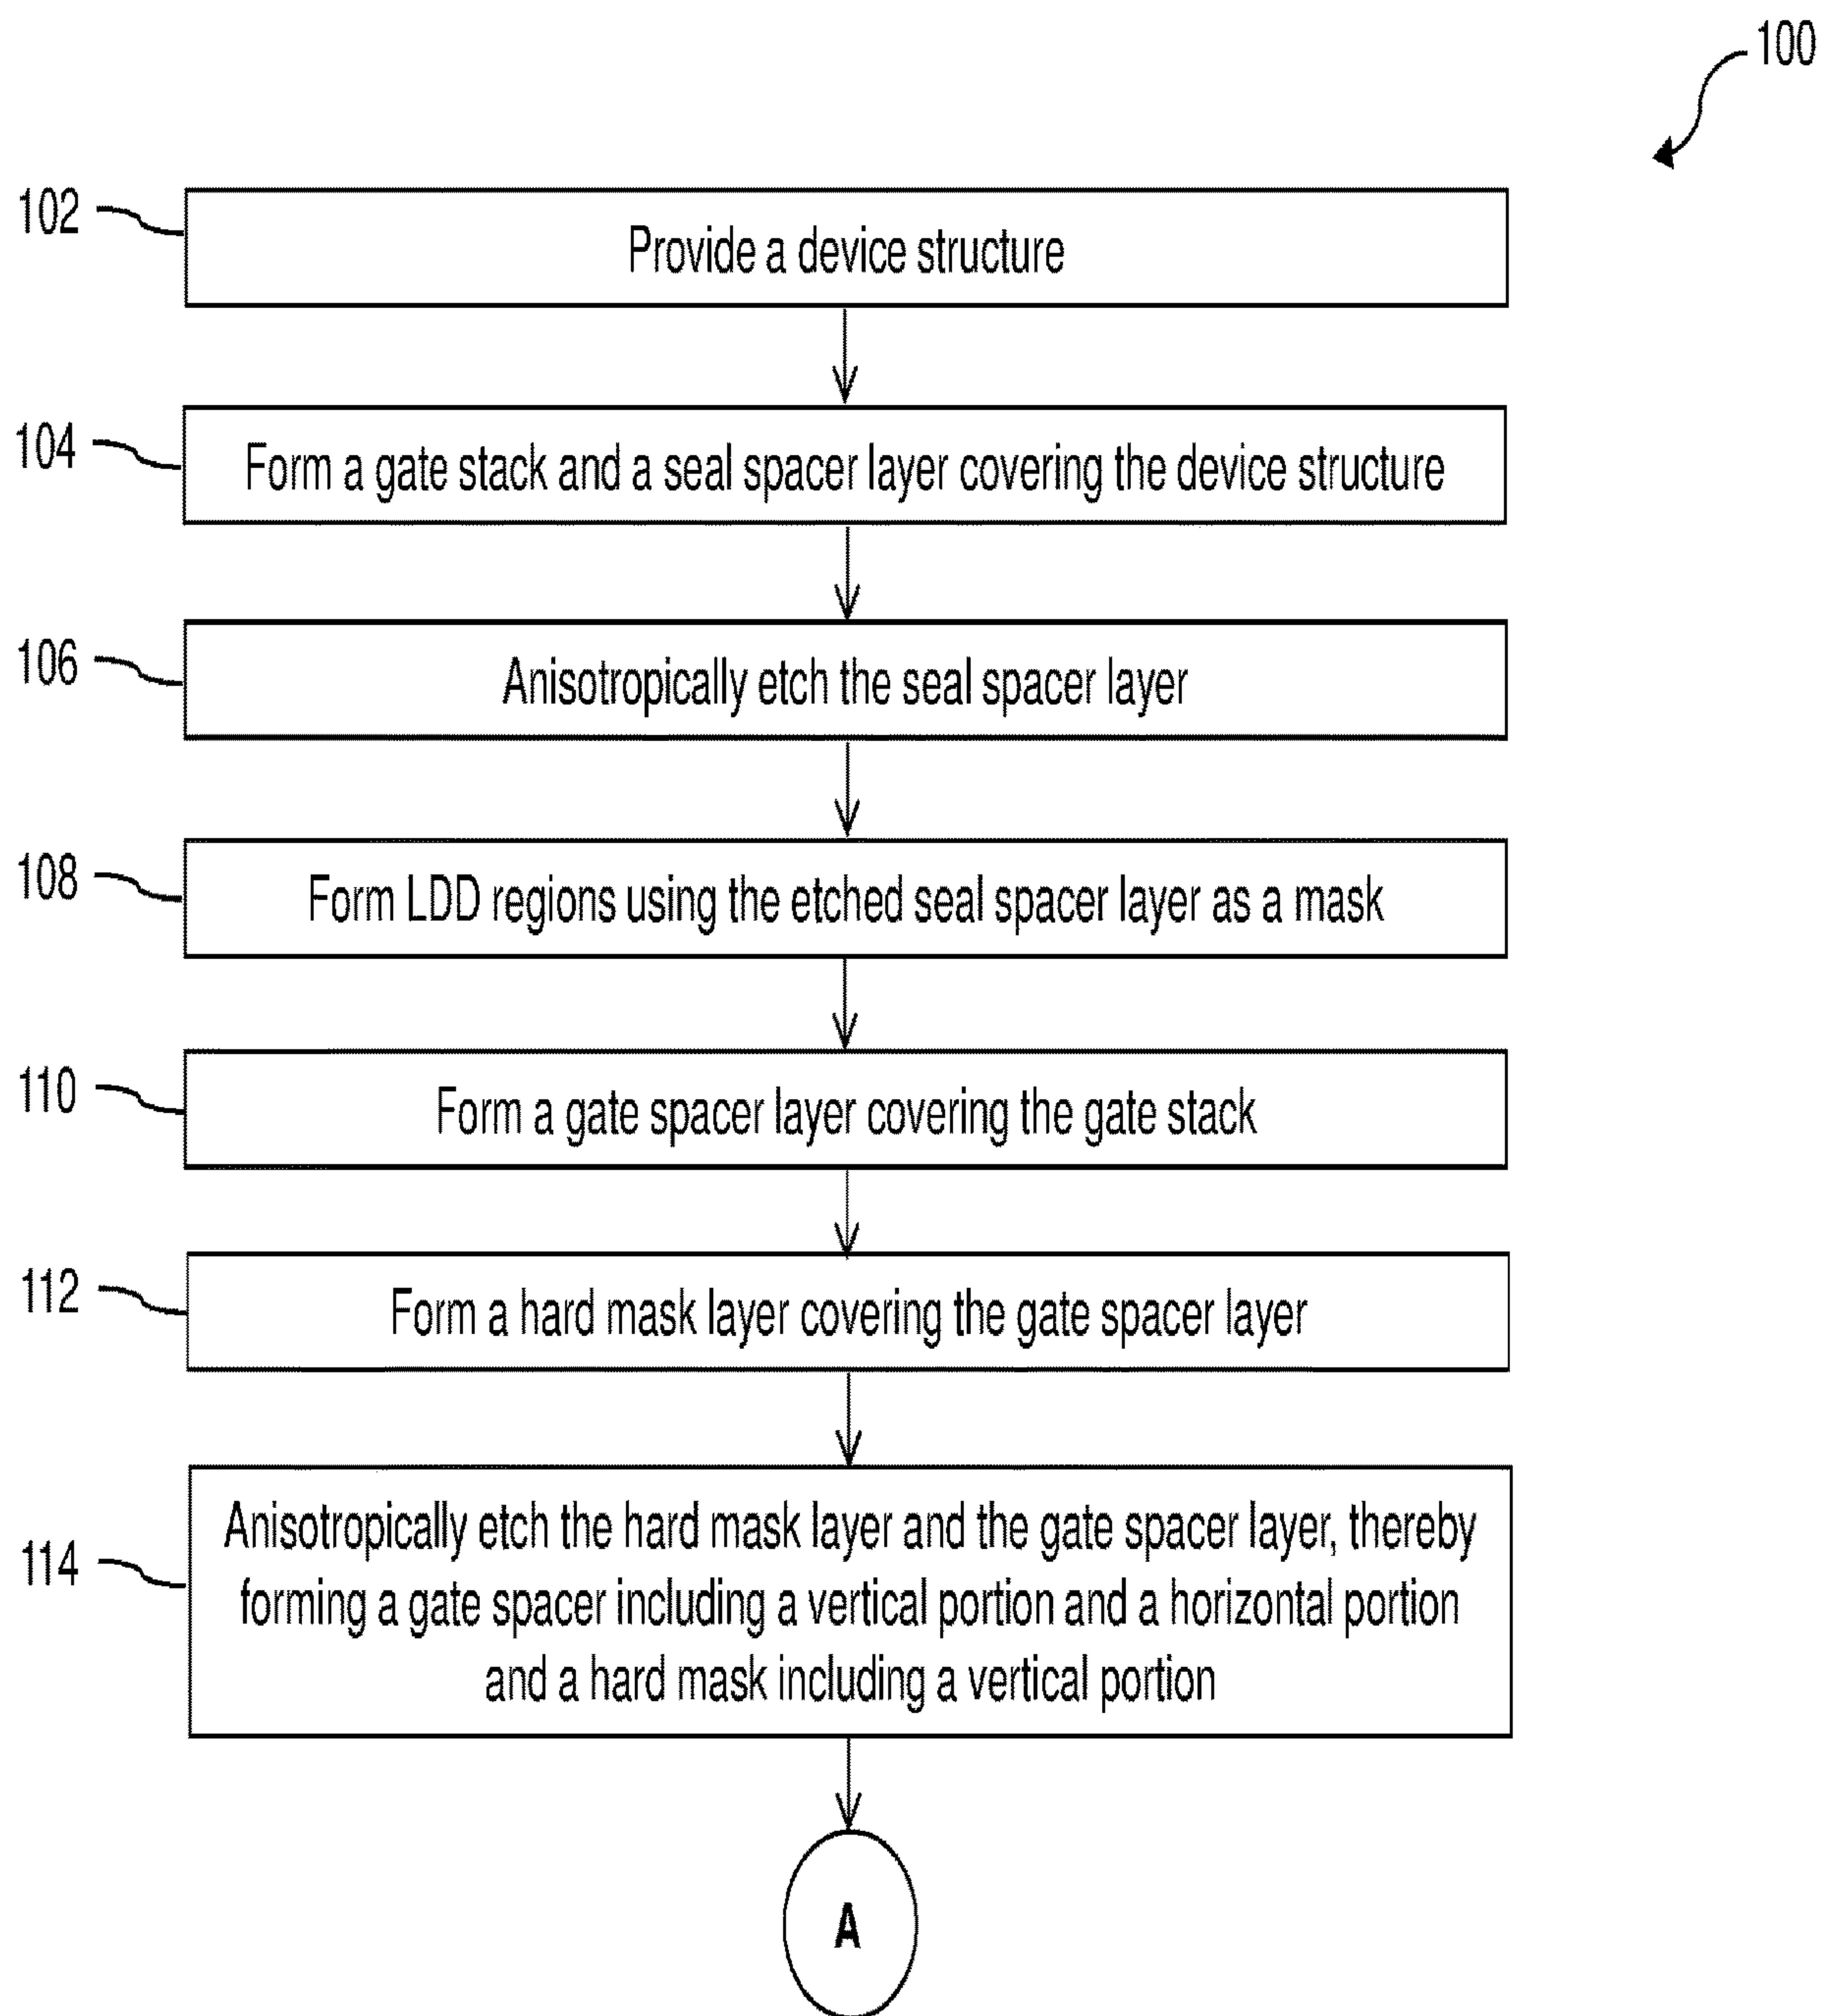 100
102
Provide a device structure
104
Form a gate stack and a seal spacer layer covering the device structure
106
Anisotropically etch the seal spacer layer
108
Form LDD regions using the etched seal spacer layer as a mask
110
Form a gate spacer layer covering the gate stack
112
Form a hard mask layer covering the gate spacer layer
114
Anisotropically etch the hard mask layer and the gate spacer layer, thereby
forming a gate spacer including a vertical portion and a horizontal portion
and a hard mask including a vertical portion
A